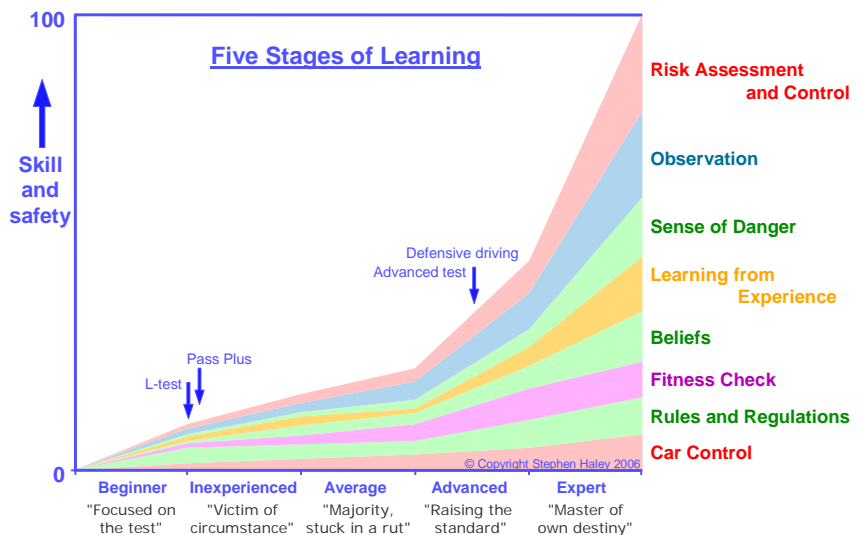 100
Five Stages of Learning
Risk Assessment
and Control
Skill
and
safety
Observation
Sense of Danger
Defensive driving
Advanced test
Learning from
Experience
Beliefs
Pass Plus
L-test
Fitness Check
Rules and Regulations
Car Control
© Copyright Stephen Haley 2006
0
Beginner
"Focused on
the test"
Inexperienced
"Victim of
circumstance"
Average
"Majority,
stuck in a rut"
Advanced
"Raising the
standard"
Expert
"Master of
own destiny"